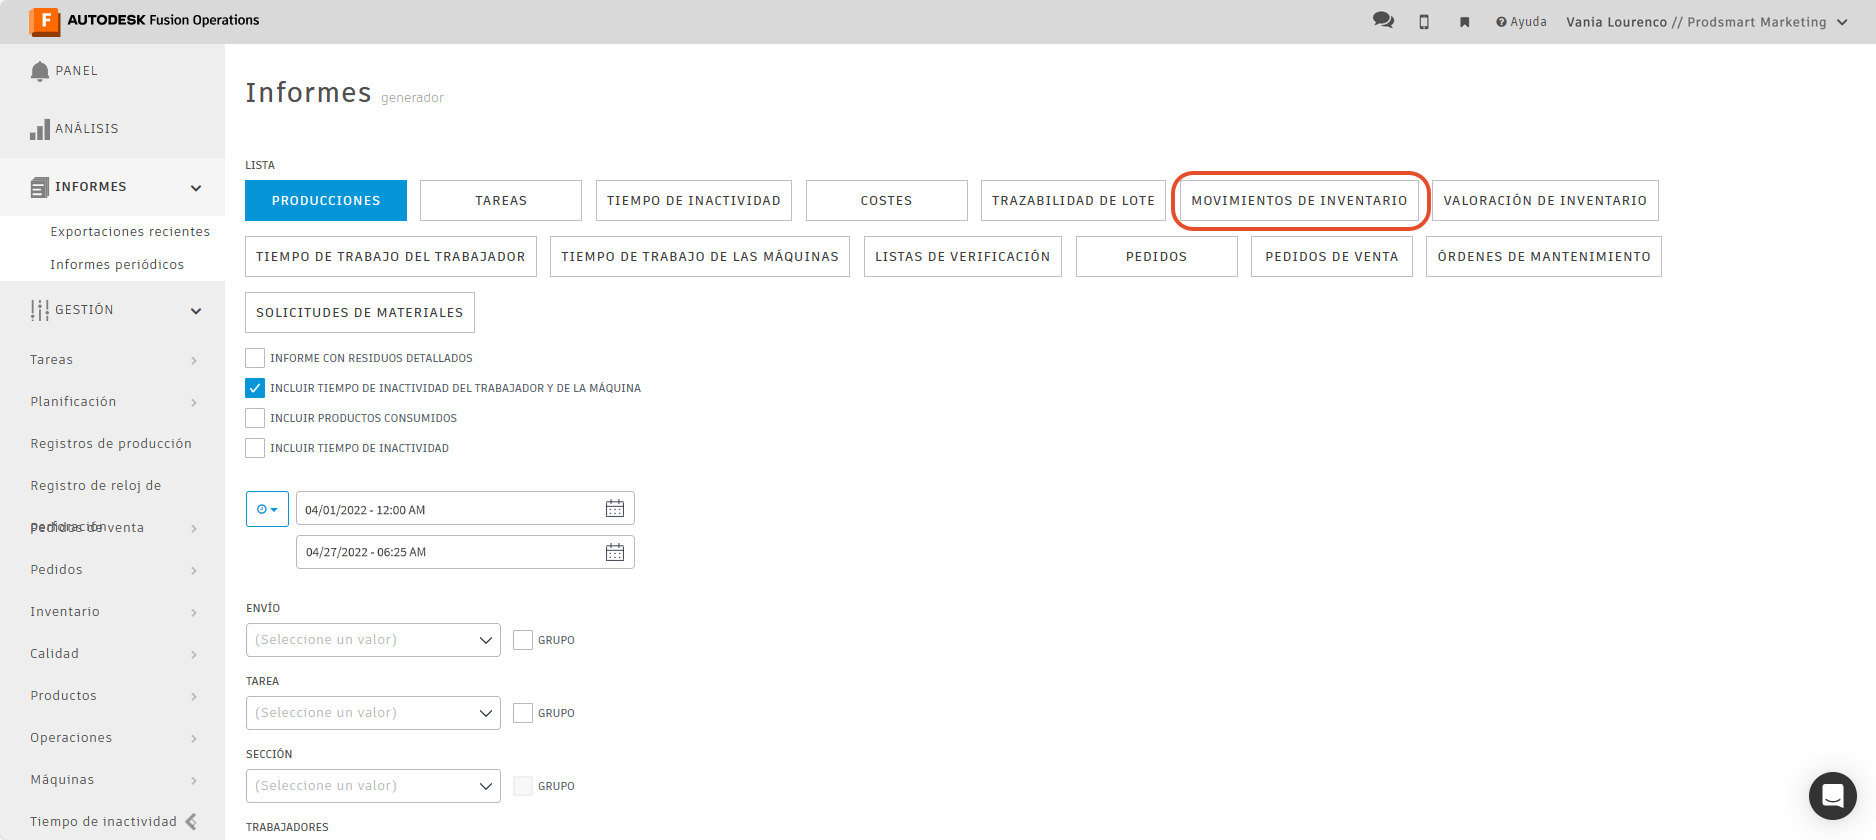 F AUTODESK Fusion Operations
Ayuda
Vania Lourenco // Prodsmart Marketing
PANEL
ANÁLISIS
INFORMES
Exportaciones recientes
Informes periódicos
GESTIÓN
Tareas
Planificación
Registros de producción
Registro de reloj de
perforación
Pedidos de venta
Pedidos
Inventario
Calidad
Productos
Operaciones
Máquinas
Tiempo de inactividad
Informes generador
LISTA
PRODUCCIONES
TAREAS
TIEMPO DE INACTIVIDAD
COSTES
TRAZABILIDAD DE LOTE
MOVIMIENTOS DE INVENTARIO
VALORACIÓN DE INVENTARIO
TIEMPO DE TRABAJO DEL TRABAJADOR
TIEMPO DE TRABAJO DE LAS MÁQUINAS
LISTAS DE VERIFICACIÓN
PEDIDOS
PEDIDOS DE VENTA
ÓRDENES DE MANTENIMIENTO
SOLICITUDES DE MATERIALES
INFORME CON RESIDUOS DETALLADOS
INCLUIR TIEMPO DE INACTIVIDAD DEL TRABAJADOR Y DE LA MÁQUINA
INCLUIR PRODUCTOS CONSUMIDOS
INCLUIR TIEMPO DE INACTIVIDAD
04/01/2022 - 12:00 AM
04/27/2022 - 06:25 AM
ENVÍO
(Seleccione un valor)
GRUPO
TAREA
(Seleccione un valor)
GRUPO
SECCIÓN
(Seleccione un valor)
GRUPO
TRABAJADORES